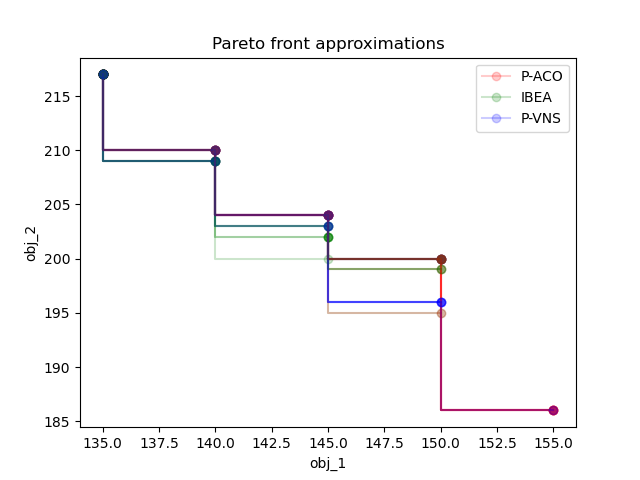 Pareto front approximations
P-ACO
IBEA
P-VNS
215
210
205
200
195
190
185
obj_2
135.0 137.5 140.0 142.5 145.0 147.5 150.0 152.5 155.0
obj_1